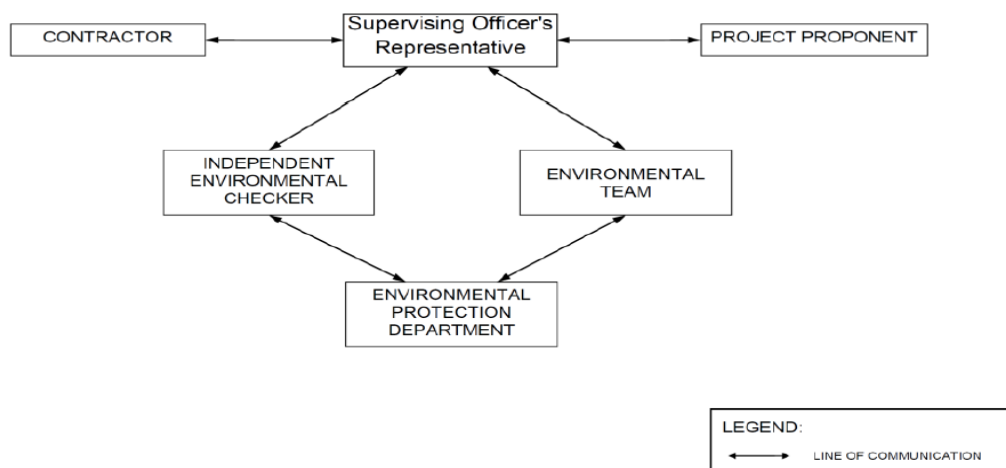 CONTRACTOR
Supervising Officer's
Representative
PROJECT PROPONENT
INDEPENDENT
ENVIRONMENTAL
CHECKER
ENVIRONMENTAL
TEAM
ENVIRONMENTAL
PROTECTION
DEPARTMENT
LEGEND:
LINE OF COMMUNICATION